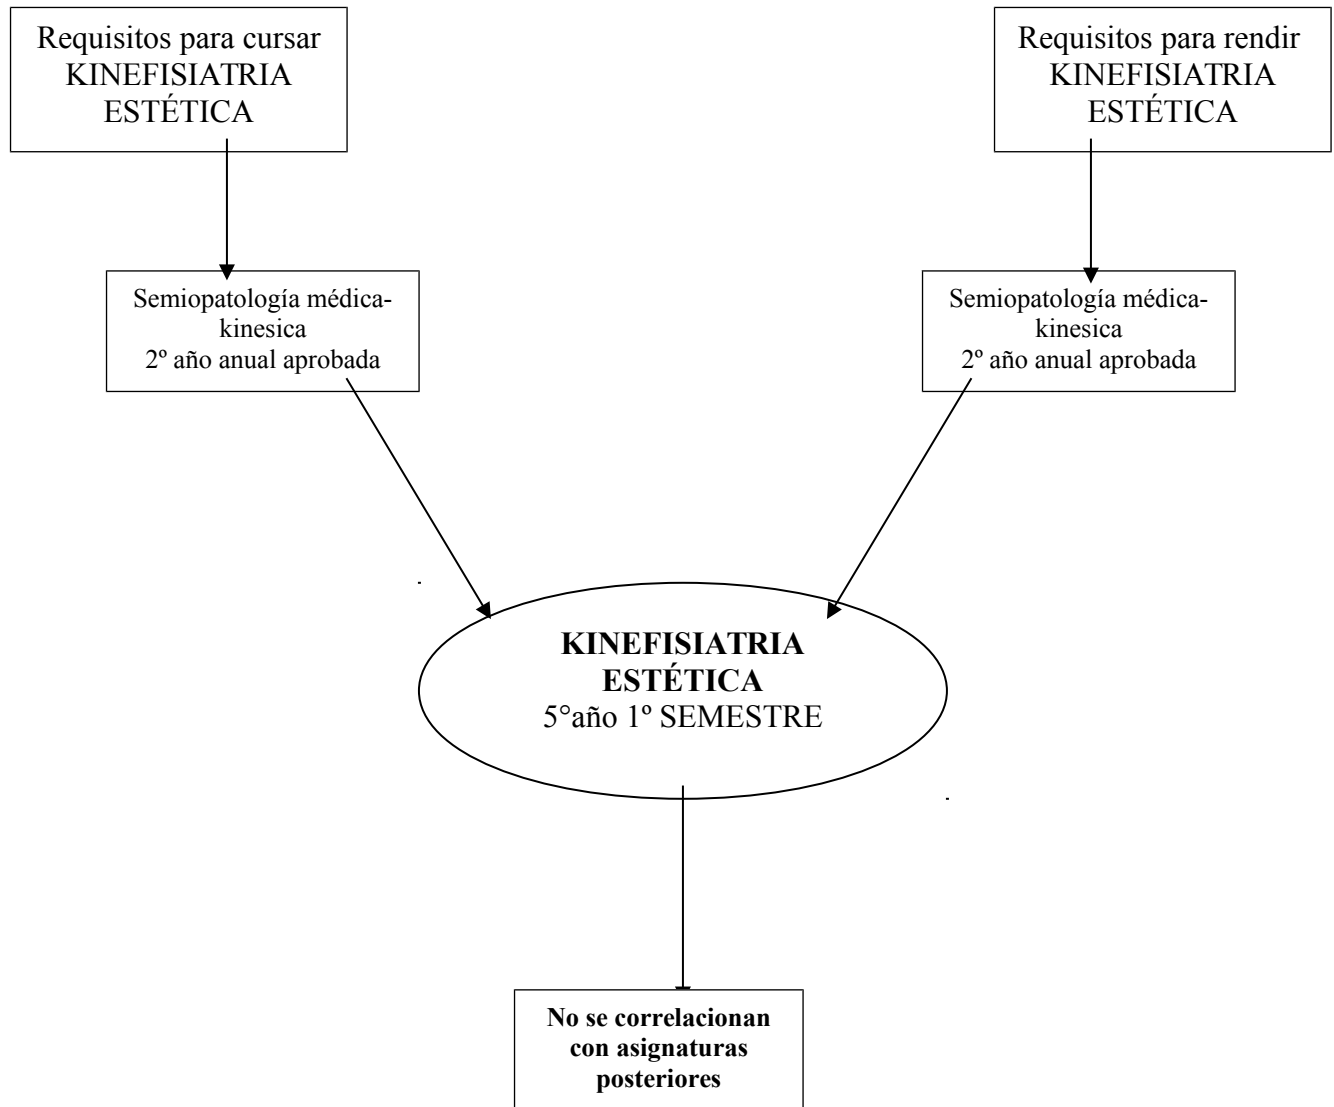 Requisitos para cursar
KINEFISIATRIA
ESTÉTICA
Requisitos para rendir
KINEFISIATRIA
ESTÉTICA
Semiopatología médica-
kinesica
2º año anual aprobada
Semiopatología médica-
kinesica
2º año anual aprobada
KINEFISIATRIA
ESTÉTICA
5°año 1º SEMESTRE
No se correlacionan
con asignaturas
posteriores